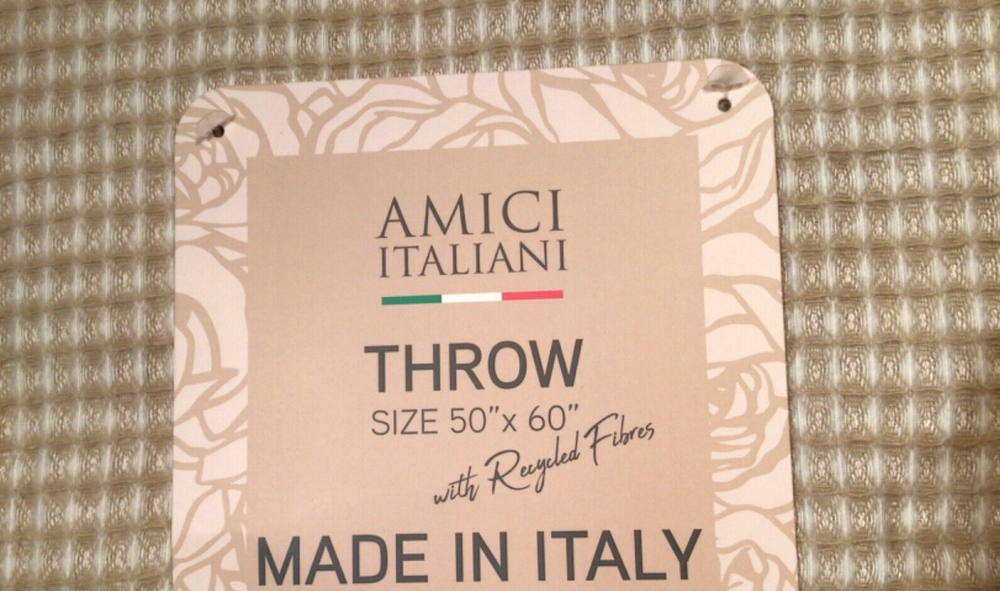 AMICI
ITALIANI
THROW
SIZE 50”x 60”
with Recycled Fibres
MADE IN ITALY